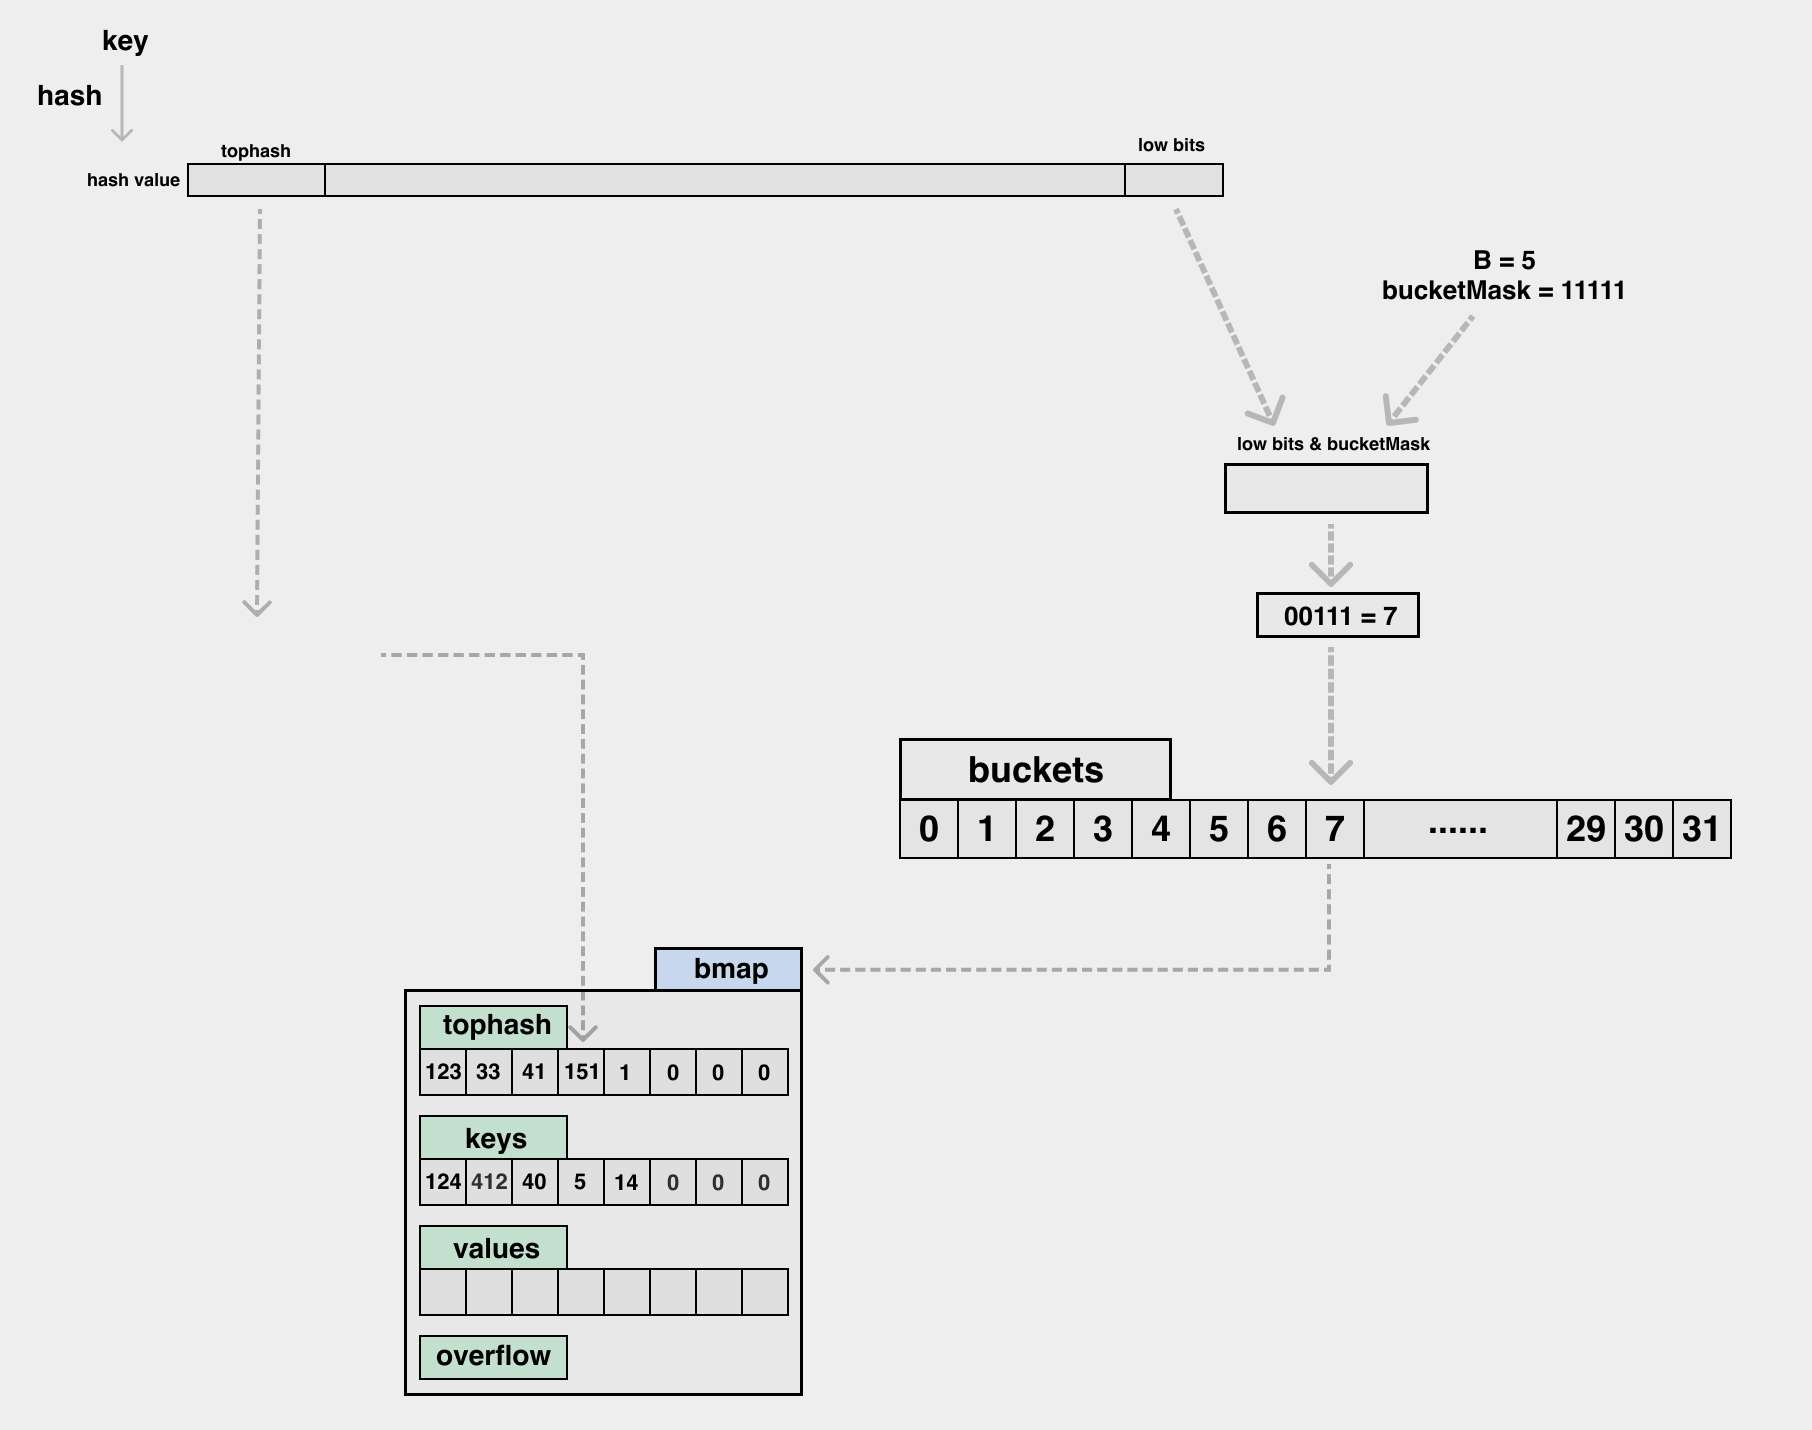 key
hash
tophash
low bits
hash value
B = 5
bucketMask = 11111
low bits & bucketMask
00111 = 7
buckets
0 1 2 3 4 5 6 7 ...... 29 30 31
bmap
tophash
123 33 41 151 1 0 0 0
keys
124 412 40 5 14 0 0 0
values
overflow